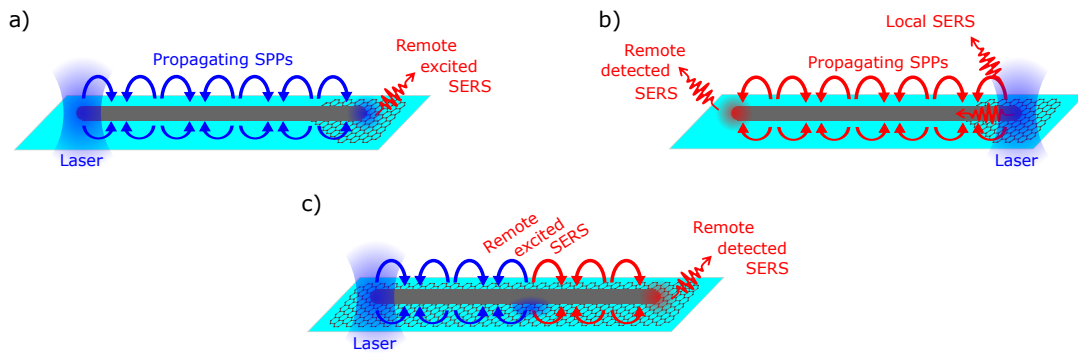 a)
Propagating SPPs
Remote
excited
SERS
Laser
b)
Local SERS
Remote
detected
SERS
Propagating SPPs
Laser
c)
Remote
excited
SERS
Remote
detected
SERS
Laser